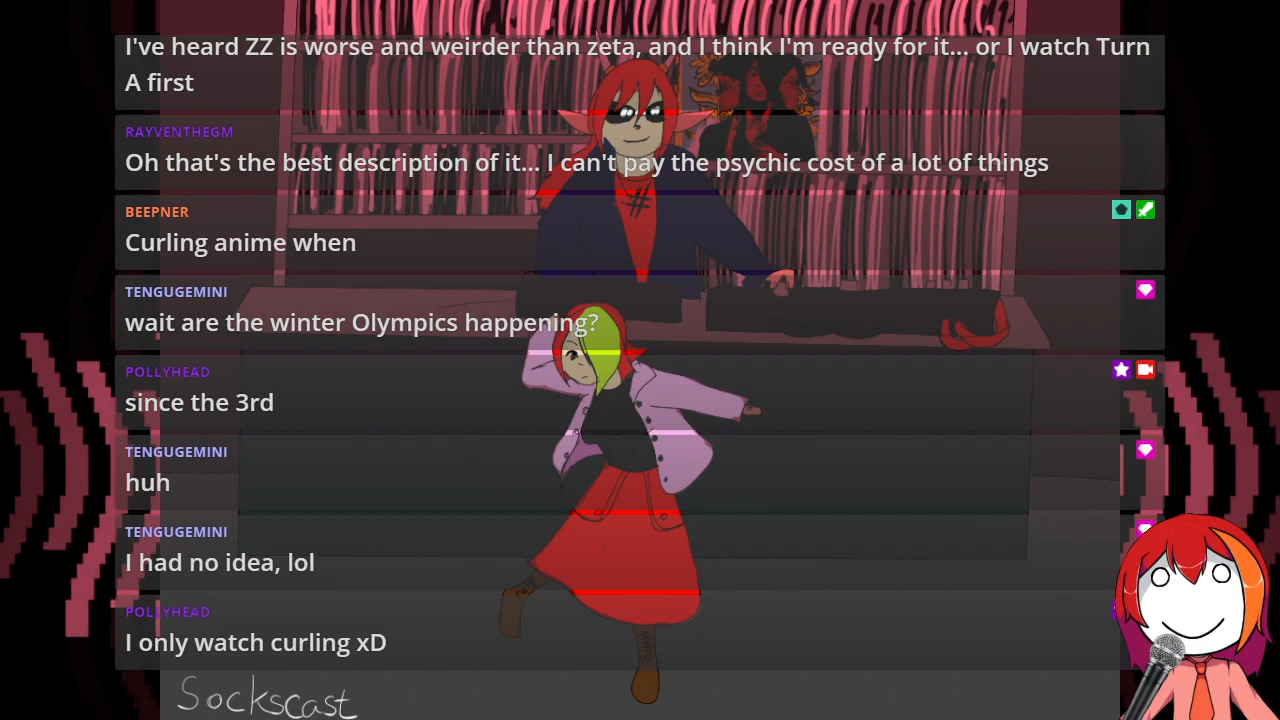 I've heard ZZ is worse and weirder than zeta, and I think I'm ready for it... or I watch Turn
A first
RAYVENTHEGM
Oh that's the best description of it... I can't pay the psychic cost of a lot of things
BEEPNER
Curling anime when
TENGUGEMINI
wait are the winter Olympics happening?
POLLYHEAD
since the 3rd
TENGUGEMINI
huh
TENGUGEMINI
I had no idea, lol
POLLYHEAD
I only watch curling xD
Sockscast